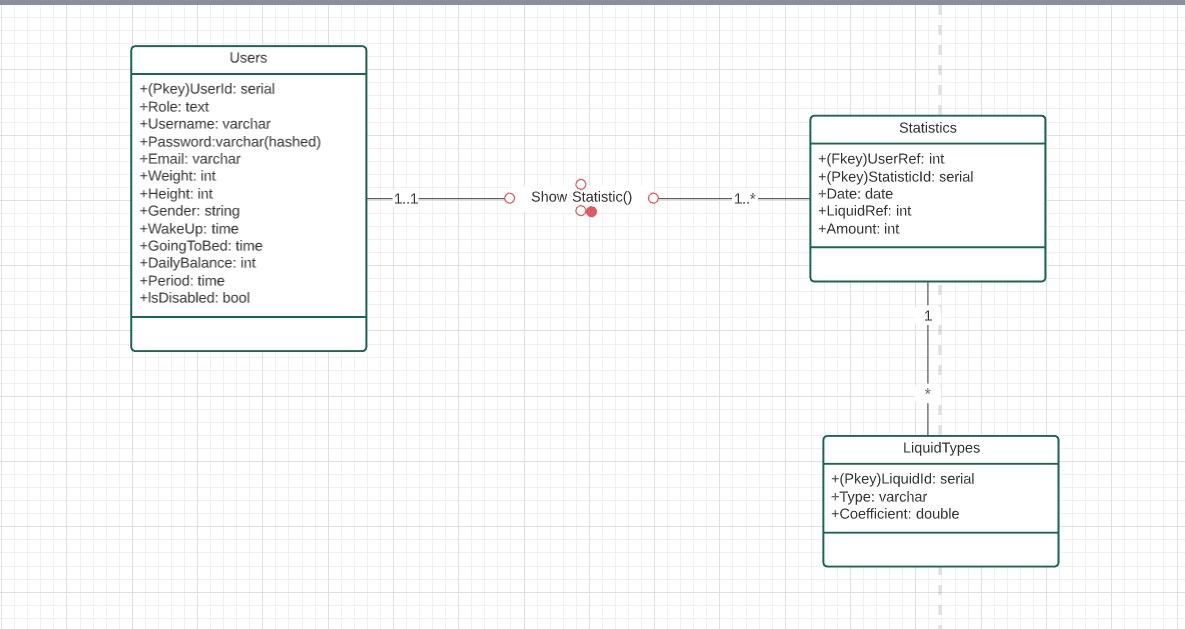 Users
+(Pkey)UserId: serial
+Role: text
+Username: varchar
+Password:varchar(hashed)
+Email: varchar
+Weight: int
+Height: int
+Gender: string
+WakeUp: time
+GoingToBed: time
+DailyBalance: int
+Period: time
+IsDisabled: bool
1..1
Show Statistic()
1..*
Statistics
+(Fkey)UserRef: int
+(Pkey)StatisticId: serial
+Date: date
+LiquidRef: int
+Amount: int
1
*
LiquidTypes
+(Pkey)LiquidId: serial
+Type: varchar
+Coefficient: double